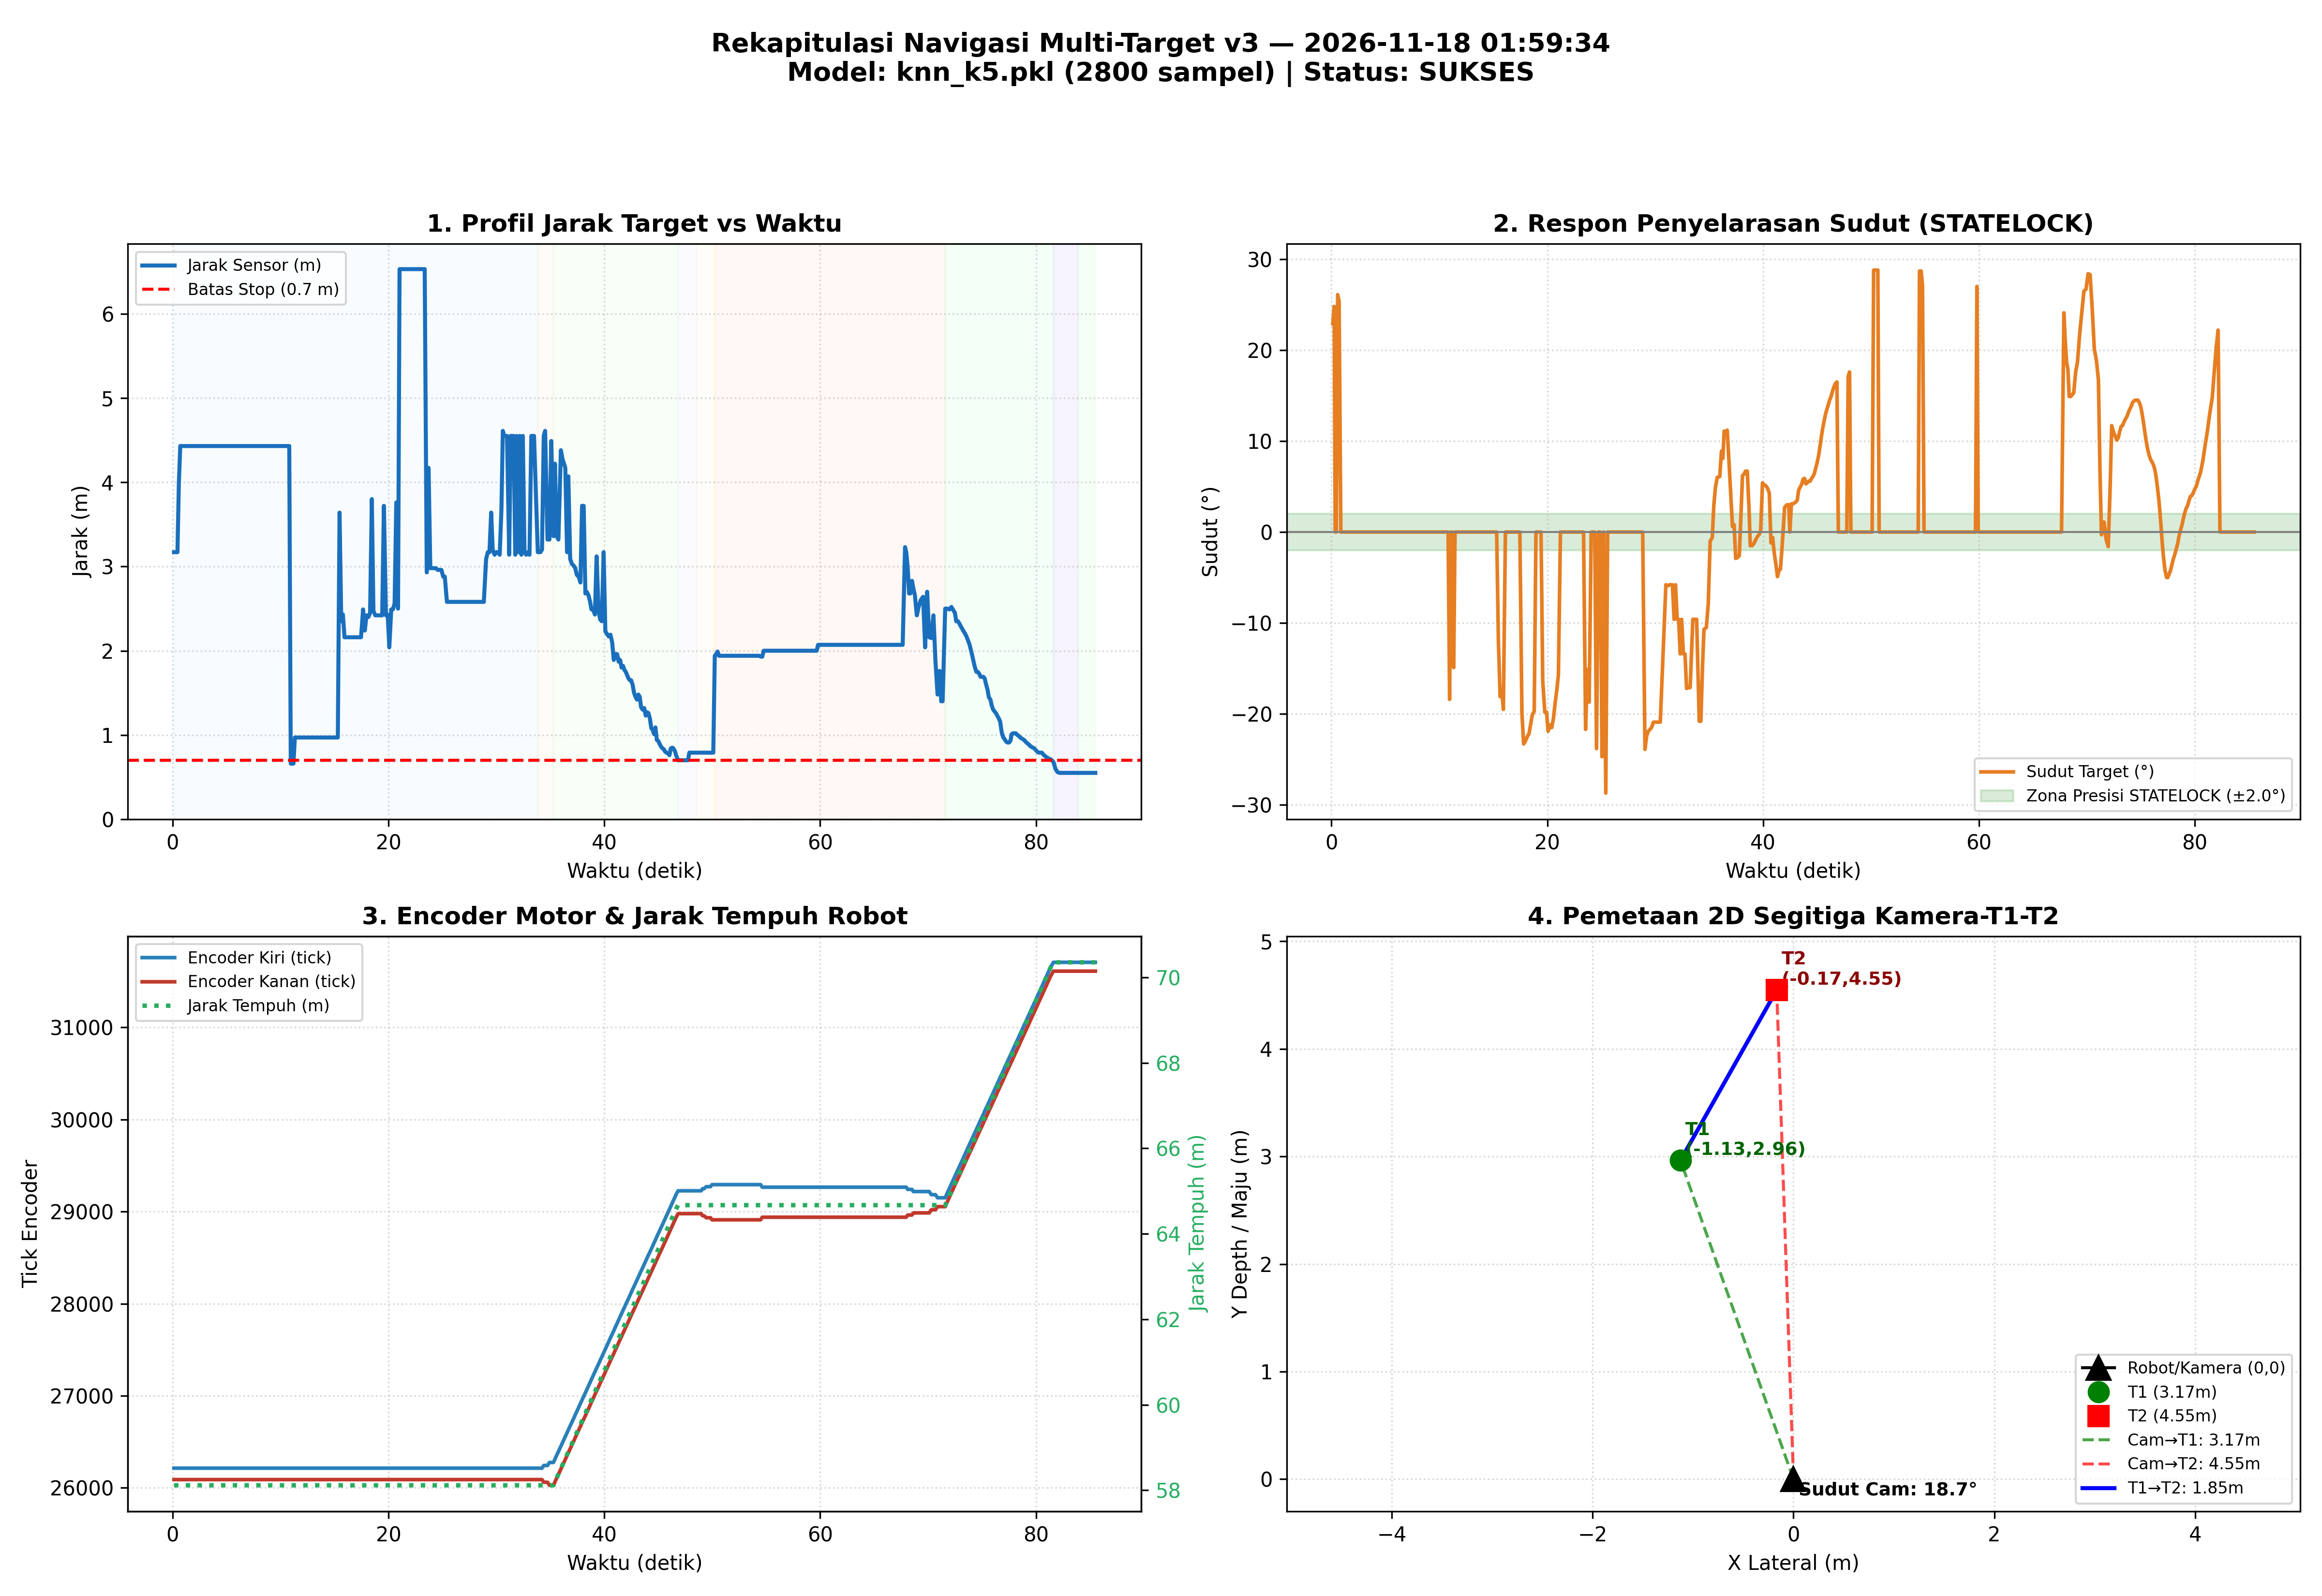 Rekapitulasi Navigasi Multi-Target v3 — 2026-11-18 01:59:34
Model: knn_k5.pkl (2800 sampel) | Status: SUKSES
1. Profil Jarak Target vs Waktu
Jarak Sensor (m)
Batas Stop (0.7 m)
Jarak (m)
6
5
4
3
2
1
0
0
20
40
60
80
Waktu (detik)
2. Respon Penyelarasan Sudut (STATELOCK)
Sudut (°)
30
20
10
0
−10
−20
−30
Sudut Target (°)
Zona Presisi STATELOCK (±2.0°)
0
20
40
60
80
Waktu (detik)
3. Encoder Motor & Jarak Tempuh Robot
Encoder Kiri (tick)
Encoder Kanan (tick)
Jarak Tempuh (m)
Tick Encoder
31000
30000
29000
28000
27000
26000
70
68
66
64
62
60
58
Jarak Tempuh (m)
0
20
40
60
80
Waktu (detik)
4. Pemetaan 2D Segitiga Kamera-T1-T2
Y Depth / Maju (m)
5
4
3
2
1
0
T2
(-0.17,4.55)
T1
(-1.13,2.96)
Sudut Cam: 18.7°
Robot/Kamera (0,0)
T1 (3.17m)
T2 (4.55m)
Cam→T1: 3.17m
Cam→T2: 4.55m
T1→T2: 1.85m
−4
−2
0
2
4
X Lateral (m)